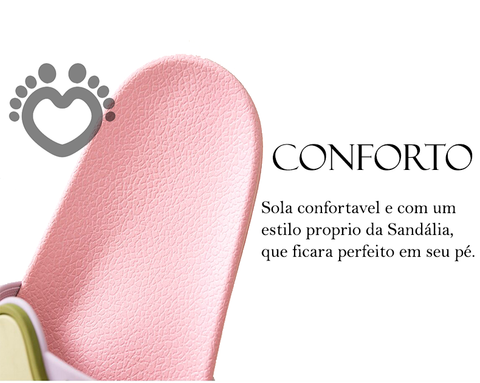 CONFORTO
Sola confortavel e com um
estilo proprio da Sandália,
que ficara perfeito em seu pé.